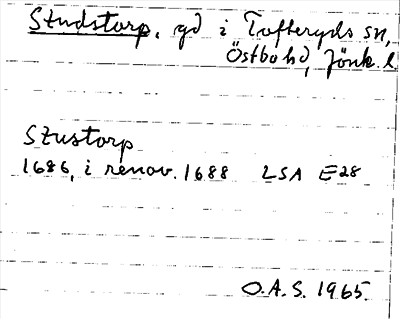 Studstorp, gd i Tofteryds sn,
Östbo hd, Jönk. l
Stustorp
1686, i renov. 1688 LSA E28
O.A.S. 1965.